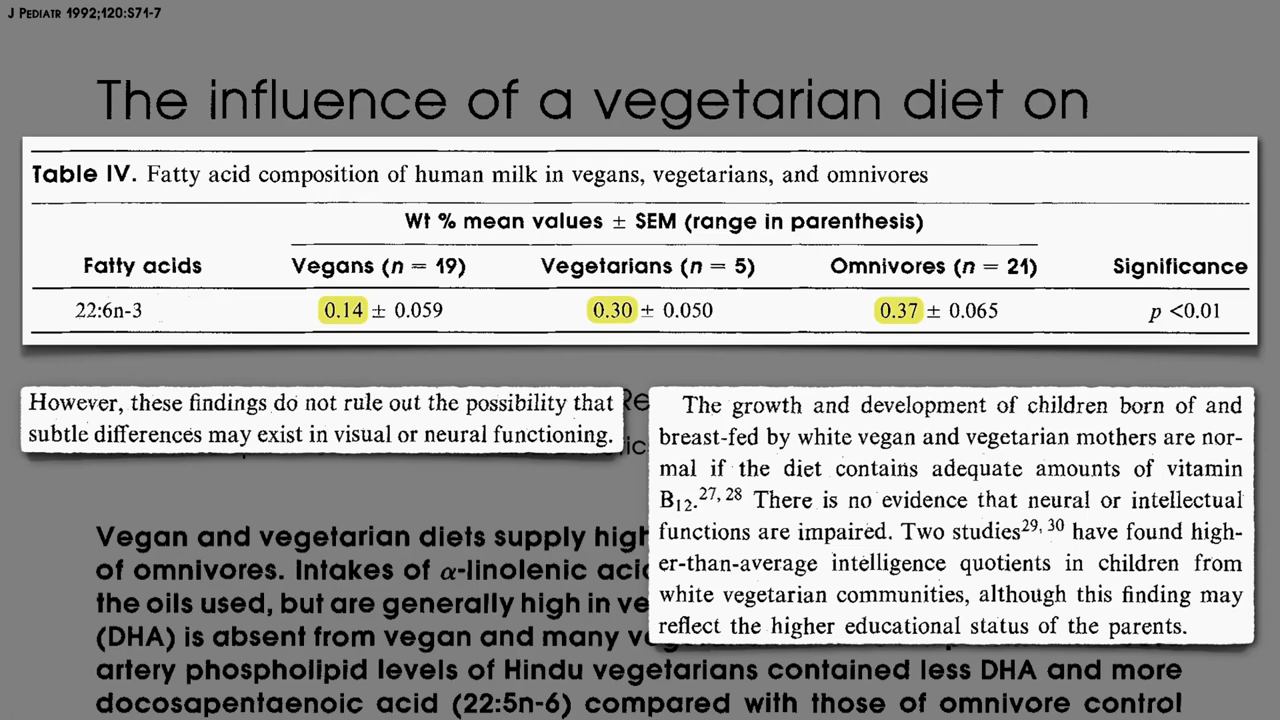 J Pediatr 1992;120:S71-7
The influence of a vegetarian diet on
Table IV. Fatty acid composition of human milk in vegans, vegetarians, and omnivores
Wt % mean values ± SEM (range in parenthesis)
Fatty acids Vegans (n = 19) Vegetarians (n = 5) Omnivores (n = 21) Significance
22:6n-3 0.14 ± 0.059 0.30 ± 0.050 0.37 ± 0.065 p <0.01
However, these findings do not rule out the possibility that
subtle differences may exist in visual or neural functioning.
The growth and development of children born of and
breast-fed by white vegan and vegetarian mothers are nor-
mal if the diet contains adequate amounts of vitamin
B12.27, 28 There is no evidence that neural or intellectual
functions are impaired. Two studies29, 30 have found high-
er-than-average intelligence quotients in children from
white vegetarian communities, although this finding may
reflect the higher educational status of the parents.
Vegan and vegetarian diets supply
of omnivores. Intakes of α-linolenic
the oils used, but are generally high in
(DHA) is absent from vegan and many
artery phospholipid levels of Hindu vegetarians contained less DHA and more
docosapentaenoic acid (22:5n-6) compared with those of omnivore control